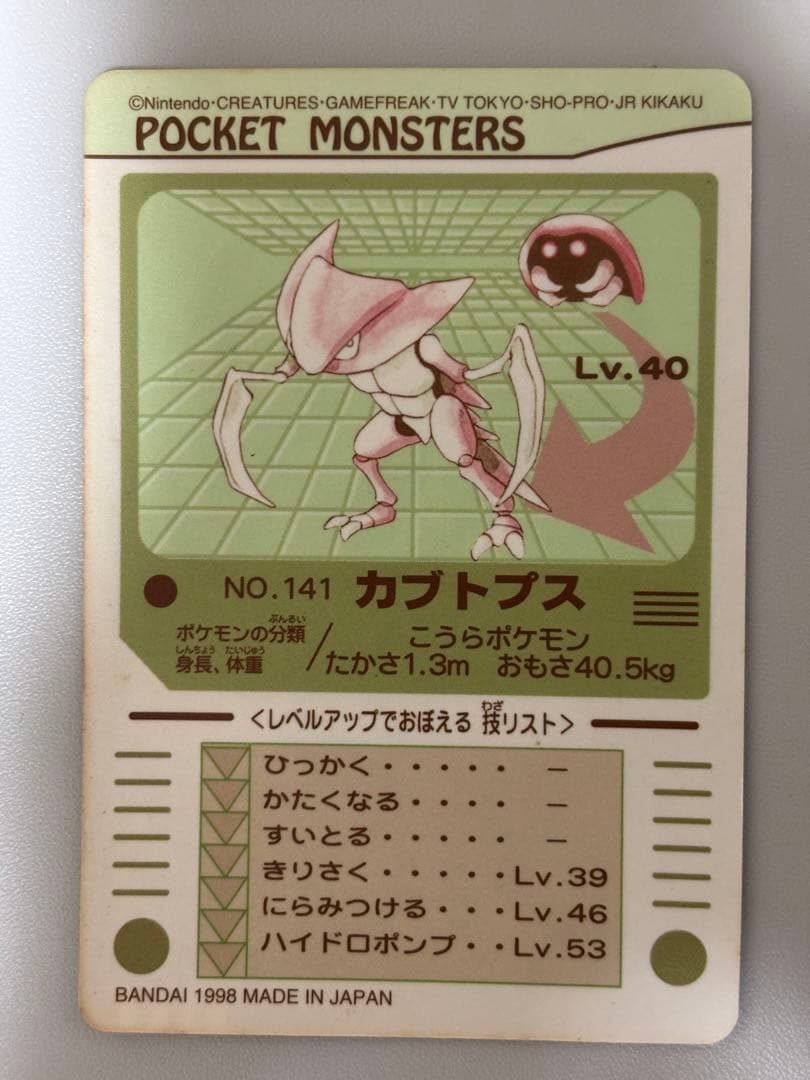 ©Nintendo・CREATURES・GAMEFREAK・TV TOKYO・SHO-PRO・JR KIKAKU
POCKET MONSTERS
Lv.40
NO.141 カブトプス
ポケモンの分類 ぶんるい
身長、体重 しんちょう たいじゅう
こうらポケモン
たかさ1.3m おもさ40.5kg
<レベルアップでおぼえる 技リスト> わざ
ひっかく・・・・・ －
かたくなる・・・・ －
すいとる・・・・・ －
きりさく・・・・・Lv.39
にらみつける・・・Lv.46
ハイドロポンプ・・Lv.53
BANDAI 1998 MADE IN JAPAN